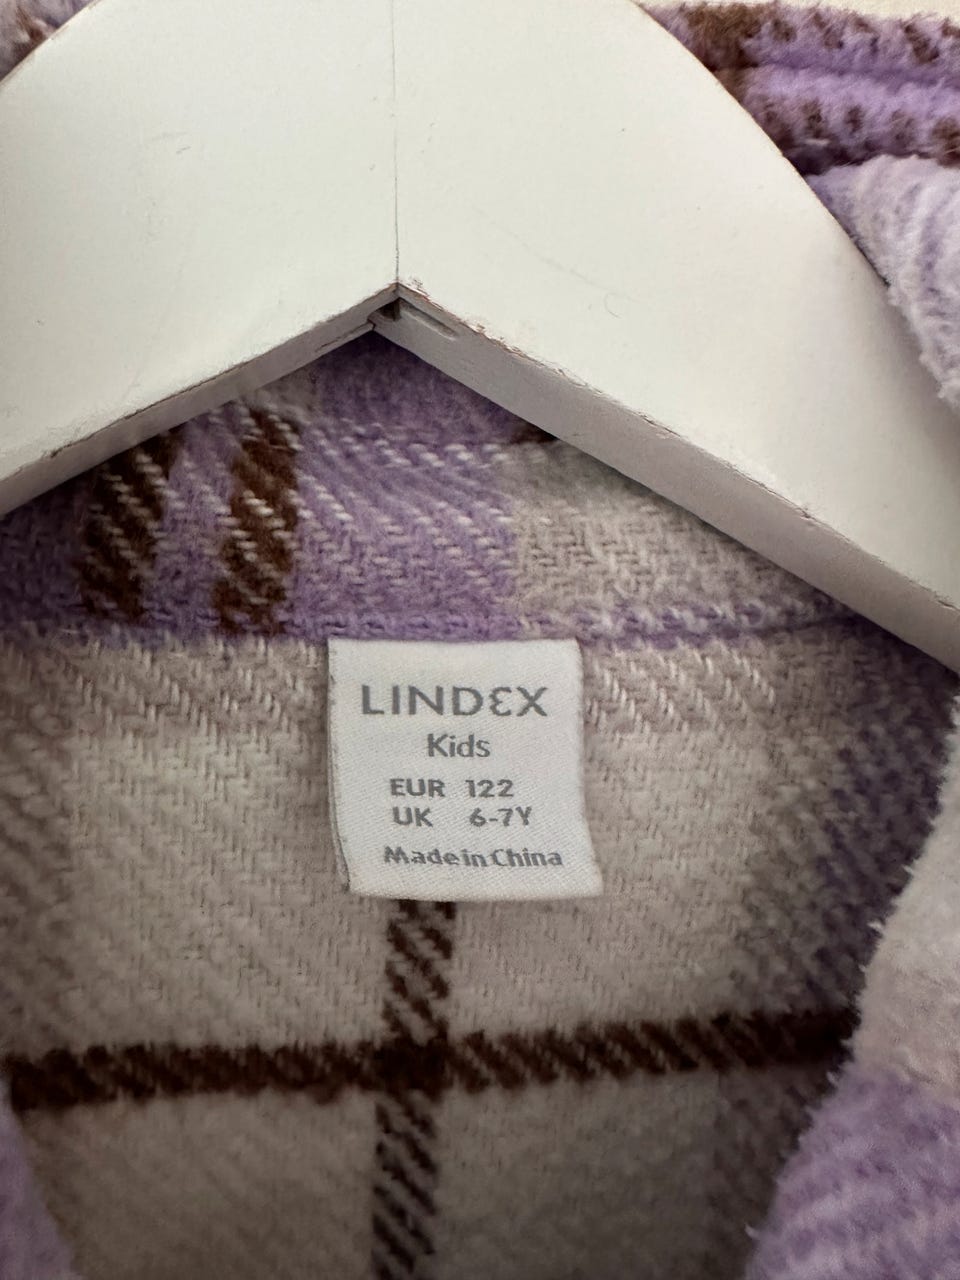 LINDEX
Kids
EUR 122
UK 6-7Y
Made in China